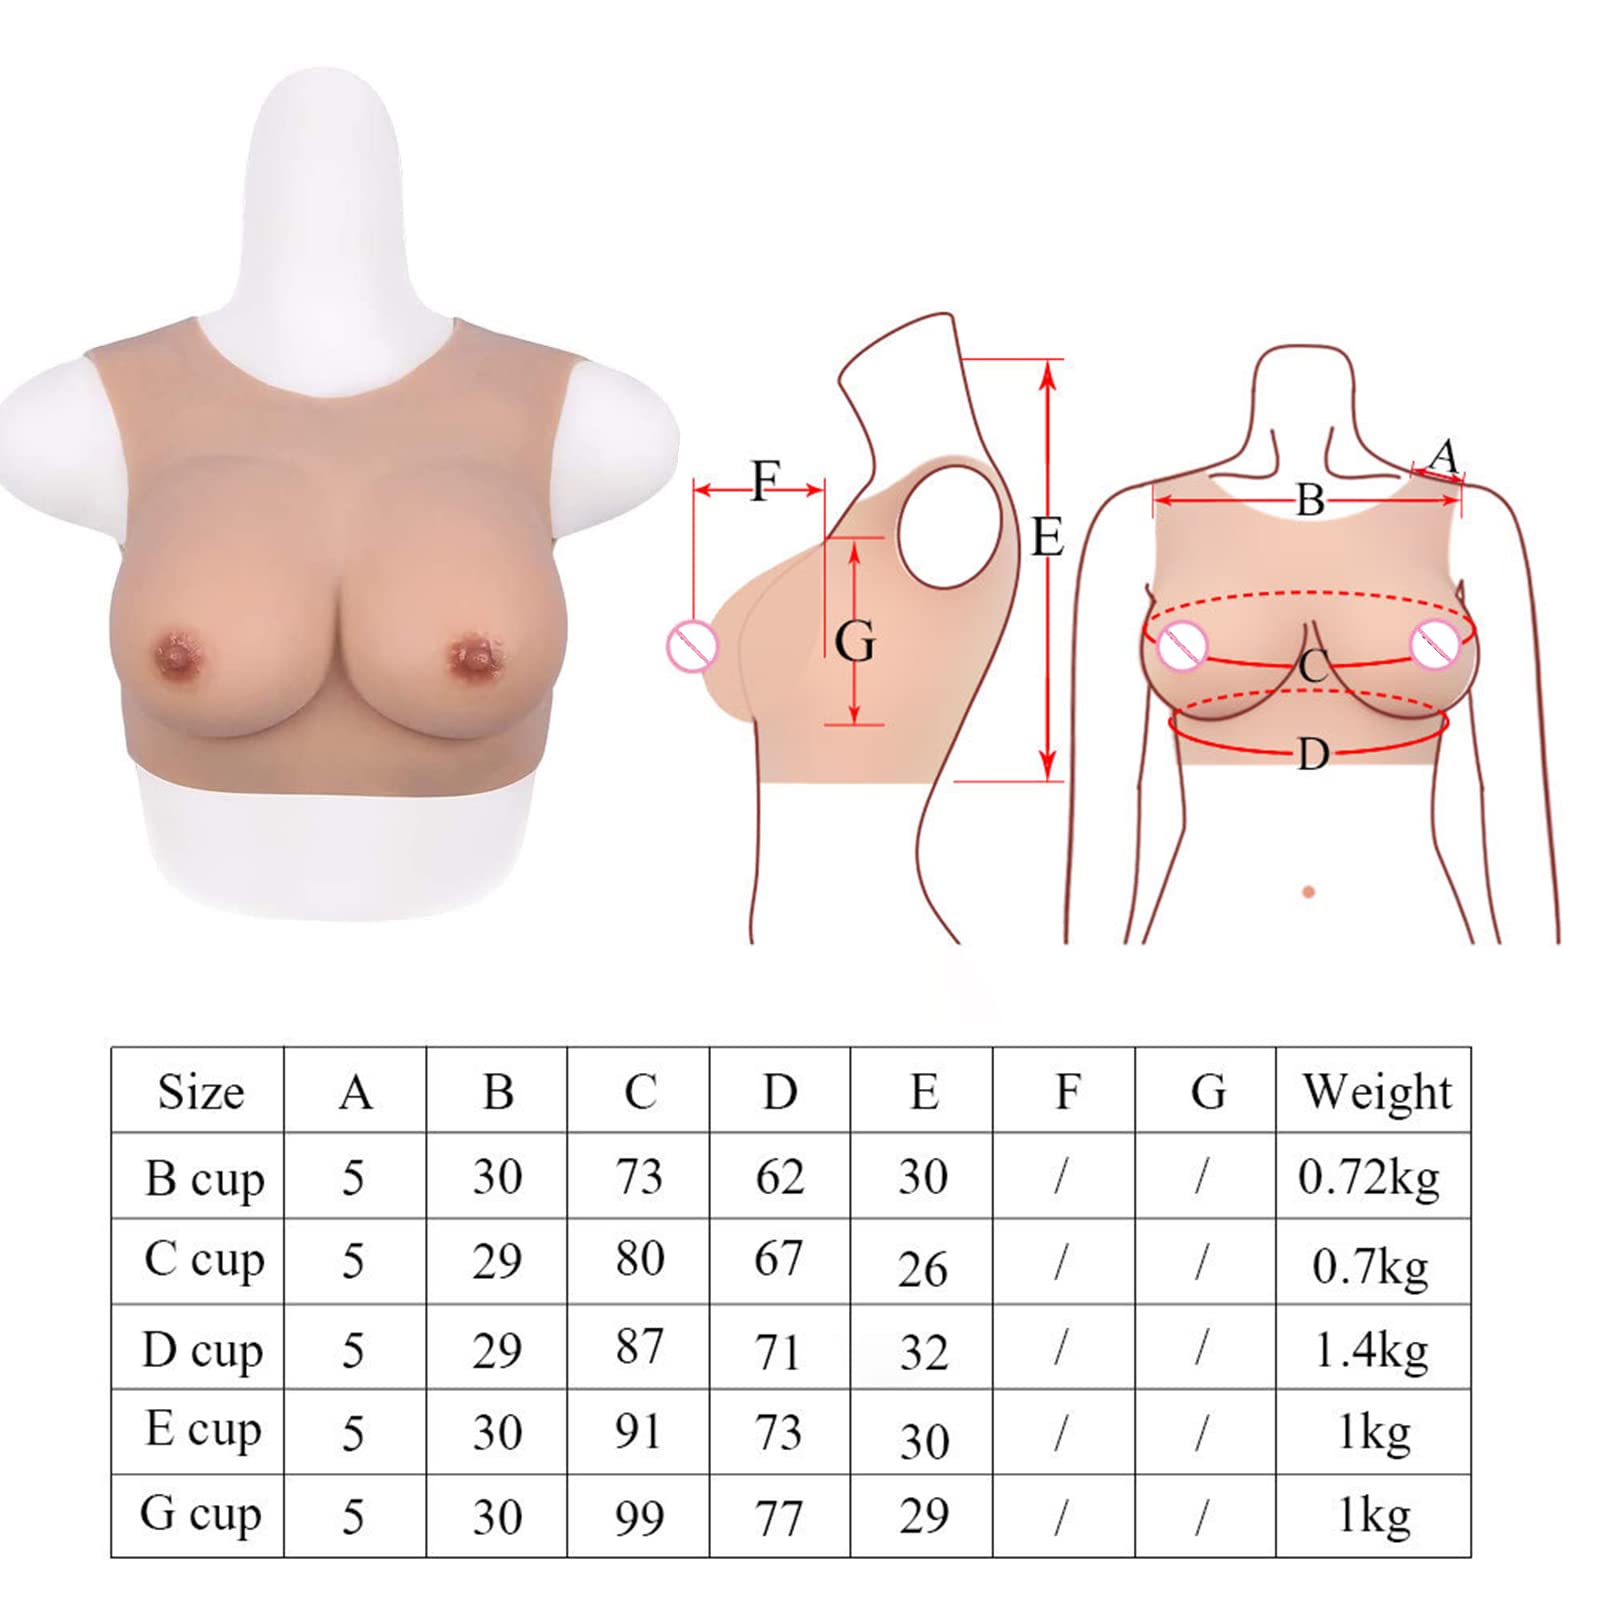 F
G
E
A
B
C
D
Size A B C D E F G Weight
B cup 5 30 73 62 30 / / 0.72kg
C cup 5 29 80 67 26 / / 0.7kg
D cup 5 29 87 71 32 / / 1.4kg
E cup 5 30 91 73 30 / / 1kg
G cup 5 30 99 77 29 / / 1kg